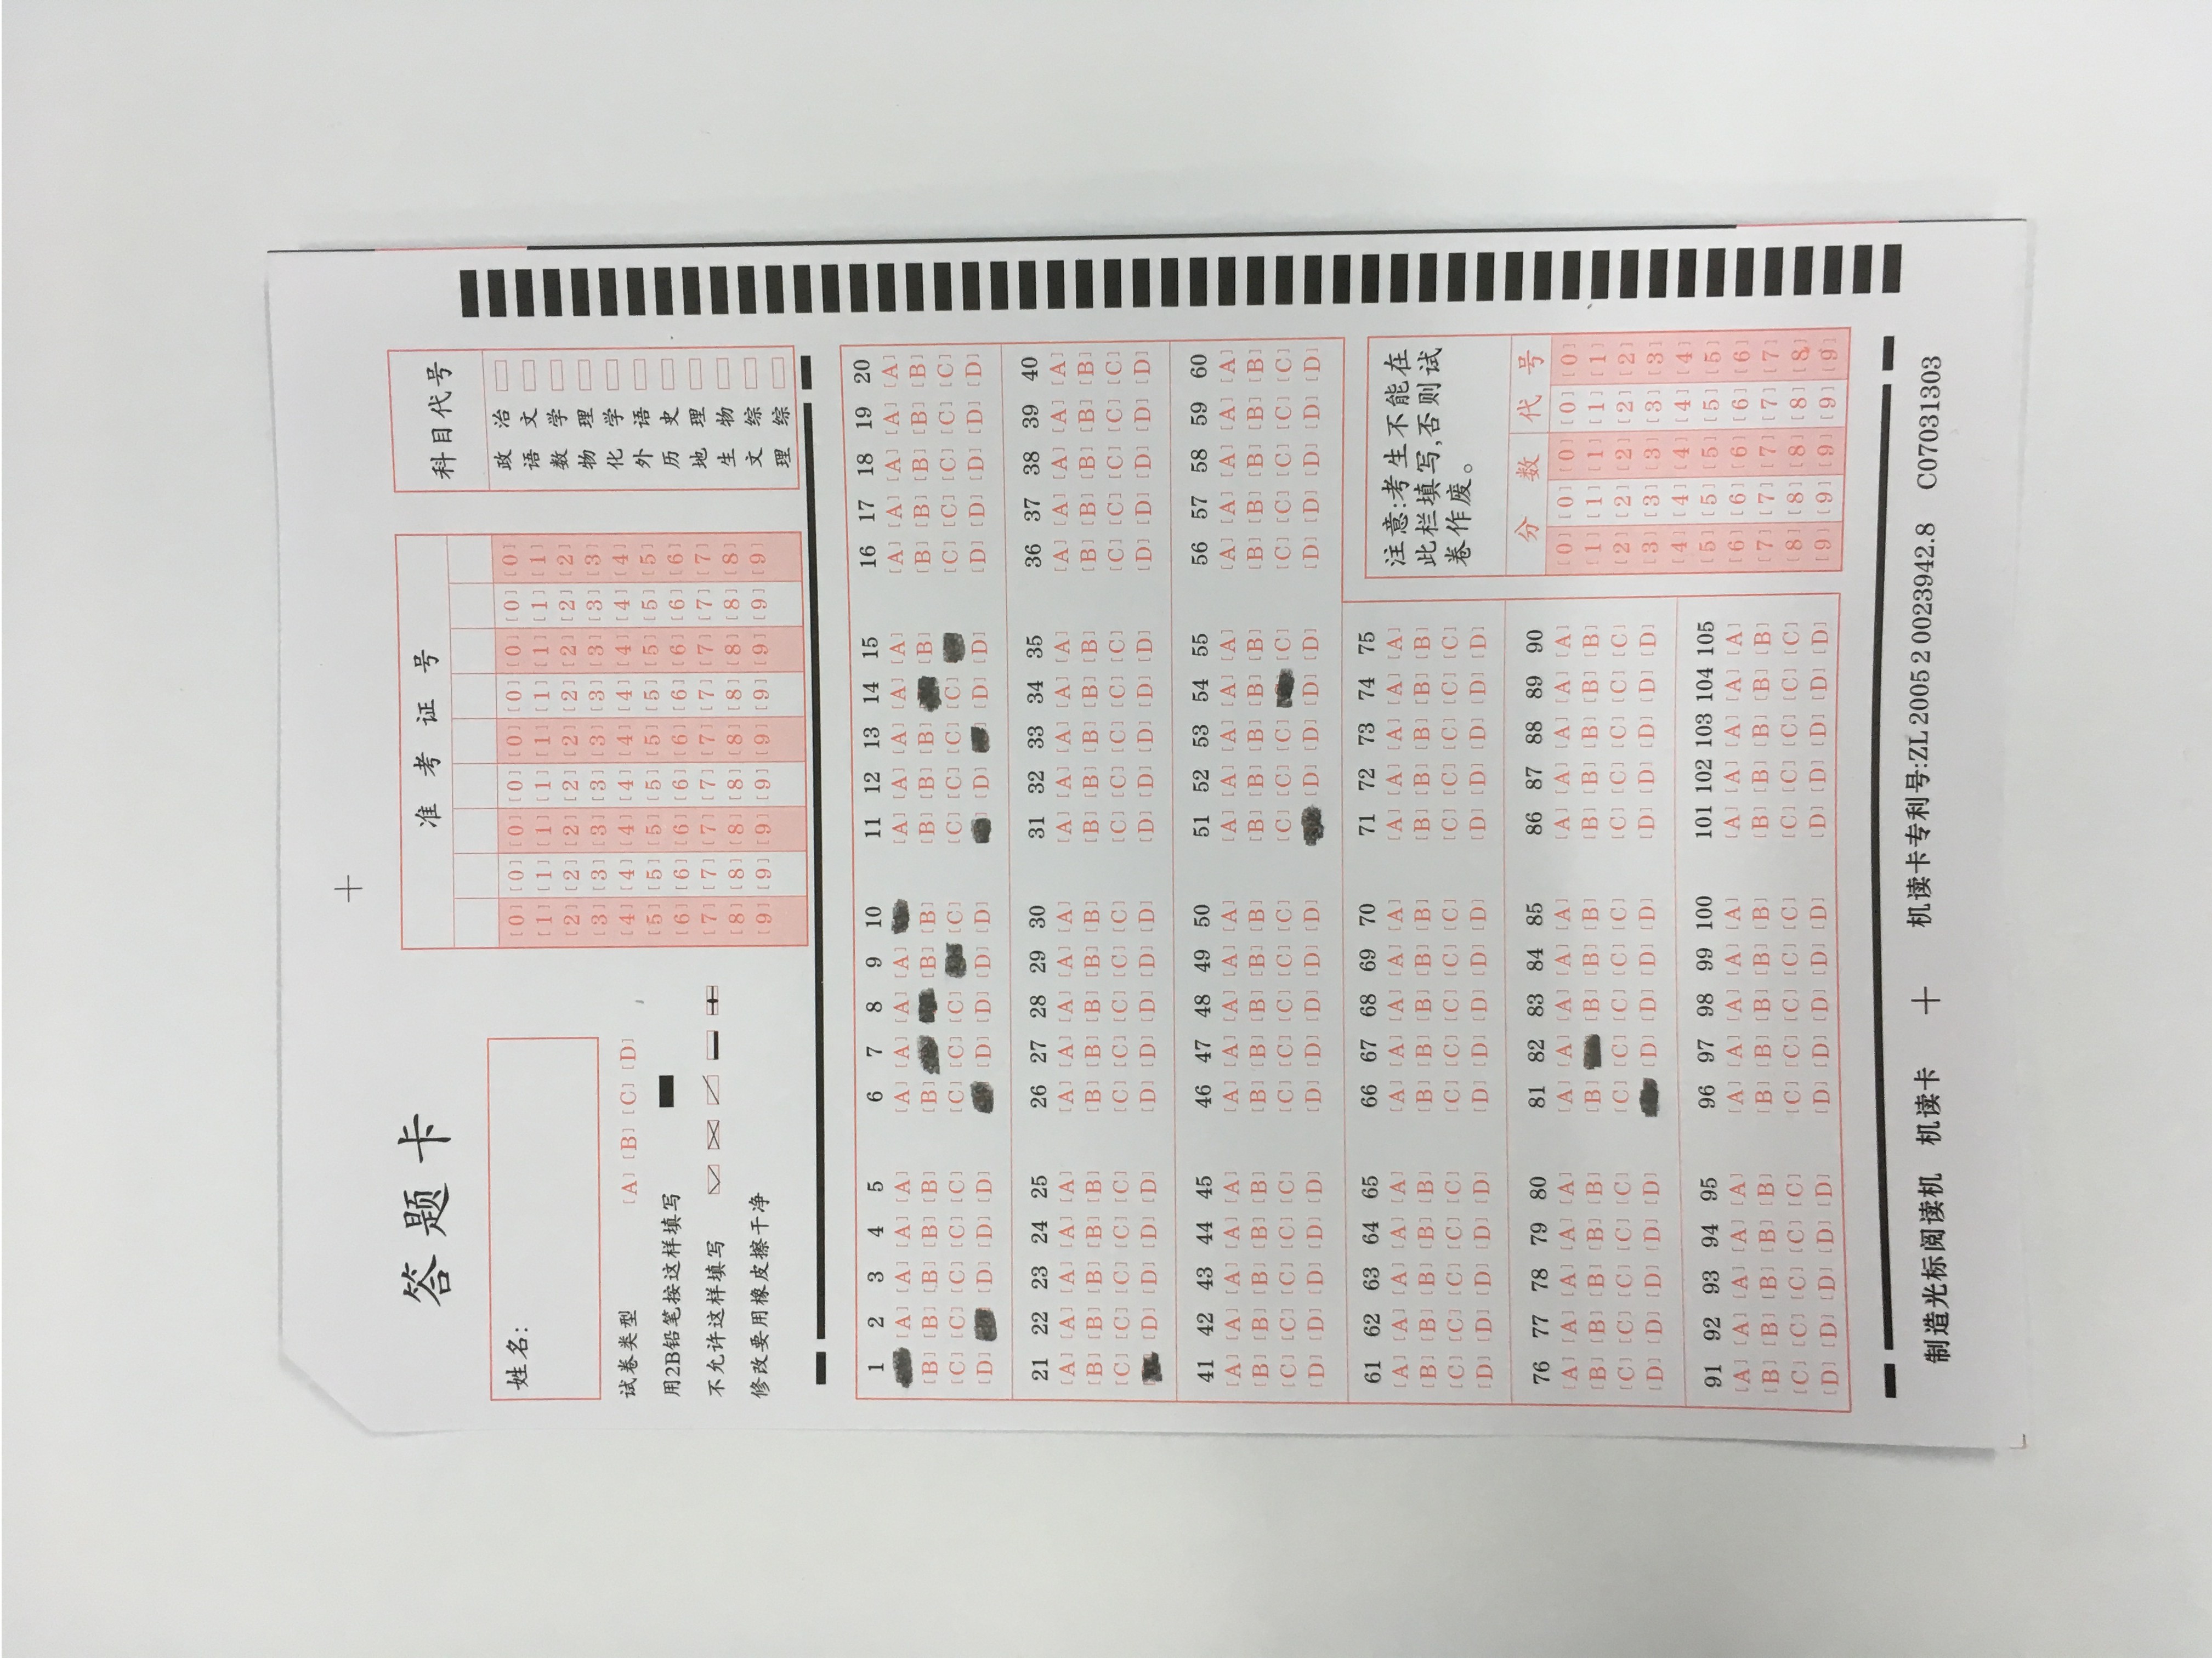 答题卡
姓名:
试卷类型 [A] [B] [C] [D]
用2B铅笔按这样填写
不允许这样填写
修改要用橡皮擦干净
准考证号
[0] [0] [0] [0] [0] [0] [0] [0] [0]
[1] [1] [1] [1] [1] [1] [1] [1] [1]
[2] [2] [2] [2] [2] [2] [2] [2] [2]
[3] [3] [3] [3] [3] [3] [3] [3] [3]
[4] [4] [4] [4] [4] [4] [4] [4] [4]
[5] [5] [5] [5] [5] [5] [5] [5] [5]
[6] [6] [6] [6] [6] [6] [6] [6] [6]
[7] [7] [7] [7] [7] [7] [7] [7] [7]
[8] [8] [8] [8] [8] [8] [8] [8] [8]
[9] [9] [9] [9] [9] [9] [9] [9] [9]
科目代号
政治
语文
数学
物理
化学
外语
历史
地理
生物
文综
理综
1 2 3 4 5 6 7 8 9 10 11 12 13 14 15 16 17 18 19 20
[A] [A] [A] [A] [A] [A] [A] [A] [A] [A] [A] [A] [A] [A] [A] [A] [A] [A]
[B] [B] [B] [B] [B] [B] [B] [B] [B] [B] [B] [B] [B] [B] [B] [B] [B]
[C] [C] [C] [C] [C] [C] [C] [C] [C] [C] [C] [C] [C] [C] [C] [C] [C] [C]
[D] [D] [D] [D] [D] [D] [D] [D] [D] [D] [D] [D] [D] [D] [D] [D]
21 22 23 24 25 26 27 28 29 30 31 32 33 34 35 36 37 38 39 40
[A] [A] [A] [A] [A] [A] [A] [A] [A] [A] [A] [A] [A] [A] [A] [A] [A] [A] [A] [A]
[B] [B] [B] [B] [B] [B] [B] [B] [B] [B] [B] [B] [B] [B] [B] [B] [B] [B] [B] [B]
[C] [C] [C] [C] [C] [C] [C] [C] [C] [C] [C] [C] [C] [C] [C] [C] [C] [C] [C] [C]
[D] [D] [D] [D] [D] [D] [D] [D] [D] [D] [D] [D] [D] [D] [D] [D] [D] [D] [D]
41 42 43 44 45 46 47 48 49 50 51 52 53 54 55 56 57 58 59 60
[A] [A] [A] [A] [A] [A] [A] [A] [A] [A] [A] [A] [A] [A] [A] [A] [A] [A] [A] [A]
[B] [B] [B] [B] [B] [B] [B] [B] [B] [B] [B] [B] [B] [B] [B] [B] [B] [B] [B] [B]
[C] [C] [C] [C] [C] [C] [C] [C] [C] [C] [C] [C] [C] [C] [C] [C] [C] [C] [C]
[D] [D] [D] [D] [D] [D] [D] [D] [D] [D] [D] [D] [D] [D] [D] [D] [D] [D] [D]
61 62 63 64 65 66 67 68 69 70 71 72 73 74 75
[A] [A] [A] [A] [A] [A] [A] [A] [A] [A] [A] [A] [A] [A] [A]
[B] [B] [B] [B] [B] [B] [B] [B] [B] [B] [B] [B] [B] [B] [B]
[C] [C] [C] [C] [C] [C] [C] [C] [C] [C] [C] [C] [C] [C] [C]
[D] [D] [D] [D] [D] [D] [D] [D] [D] [D] [D] [D] [D] [D] [D]
76 77 78 79 80 81 82 83 84 85 86 87 88 89 90
[A] [A] [A] [A] [A] [A] [A] [A] [A] [A] [A] [A] [A] [A] [A]
[B] [B] [B] [B] [B] [B] [B] [B] [B] [B] [B] [B] [B] [B]
[C] [C] [C] [C] [C] [C] [C] [C] [C] [C] [C] [C] [C] [C] [C]
[D] [D] [D] [D] [D] [D] [D] [D] [D] [D] [D] [D] [D] [D]
91 92 93 94 95 96 97 98 99 100 101 102 103 104 105
[A] [A] [A] [A] [A] [A] [A] [A] [A] [A] [A] [A] [A] [A] [A]
[B] [B] [B] [B] [B] [B] [B] [B] [B] [B] [B] [B] [B] [B] [B]
[C] [C] [C] [C] [C] [C] [C] [C] [C] [C] [C] [C] [C] [C] [C]
[D] [D] [D] [D] [D] [D] [D] [D] [D] [D] [D] [D] [D] [D] [D]
注意:考生不能在
此栏填写,否则试
卷作废。
分数 代号
[0] [0] [0] [0] [0]
[1] [1] [1] [1] [1]
[2] [2] [2] [2] [2]
[3] [3] [3] [3] [3]
[4] [4] [4] [4] [4]
[5] [5] [5] [5] [5]
[6] [6] [6] [6] [6]
[7] [7] [7] [7] [7]
[8] [8] [8] [8] [8]
[9] [9] [9] [9] [9]
制造光标阅读机 机读卡 机读卡专利号:ZL 2005 2 0023942.8 C0731303